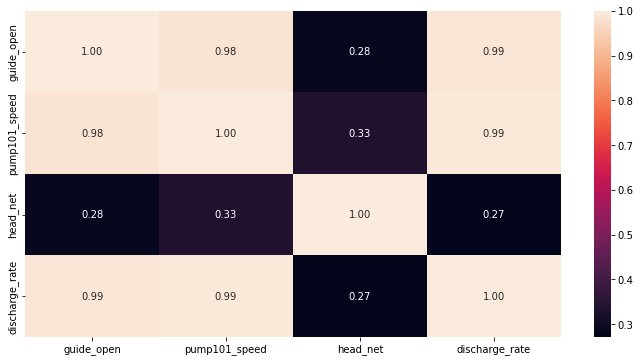 guide_open 1.00 0.98 0.28 0.99
pump101_speed 0.98 1.00 0.33 0.99
head_net 0.28 0.33 1.00 0.27
discharge_rate 0.99 0.99 0.27 1.00
guide_open pump101_speed head_net discharge_rate
1.0
0.9
0.8
0.7
0.6
0.5
0.4
0.3